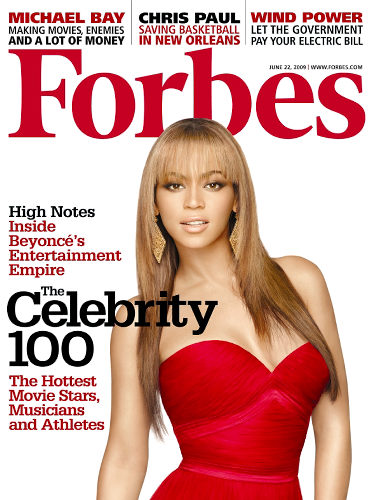 MICHAEL BAY
MAKING MOVIES, ENEMIES
AND A LOT OF MONEY
CHRIS PAUL
SAVING BASKETBALL
IN NEW ORLEANS
WIND POWER
LET THE GOVERNMENT
PAY YOUR ELECTRIC BILL
JUNE 22, 2009 | WWW.FORBES.COM
Forbes
High Notes
Inside
Beyoncé's
Entertainment
Empire
The
Celebrity
100
The Hottest
Movie Stars,
Musicians
and Athletes